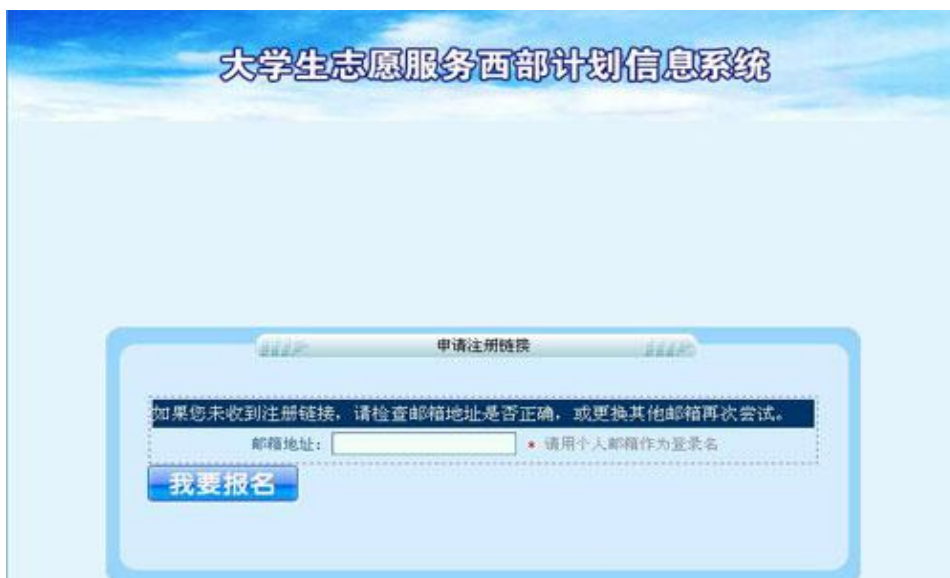 大学生志愿服务西部计划信息系统
申请注册链接
如果您未收到注册链接，请检查邮箱地址是否正确，或更换其他邮箱再次尝试。
邮箱地址： * 请用个人邮箱作为登录名
我要报名